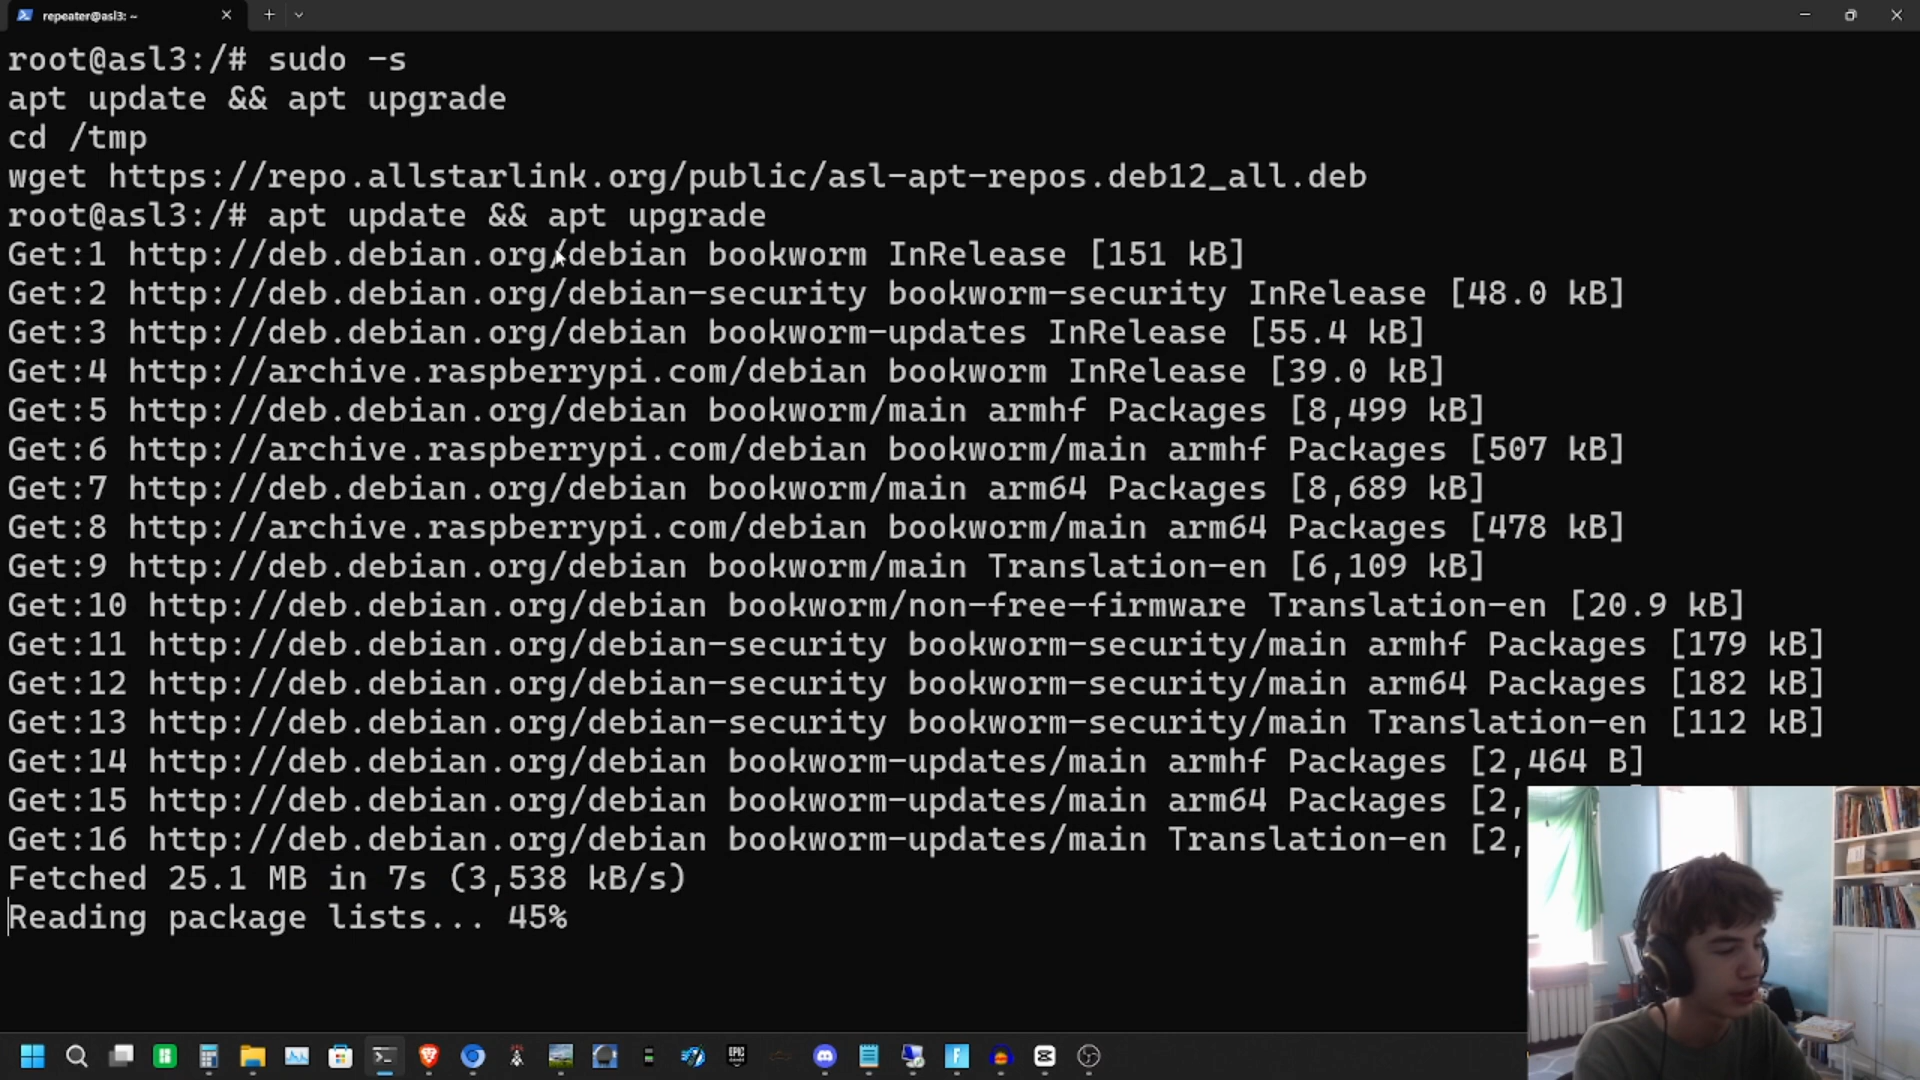 repeater@asl3: ~
root@asl3:/# sudo -s
apt update && apt upgrade
cd /tmp
wget https://repo.allstarlink.org/public/asl-apt-repos.deb12_all.deb
root@asl3:/# apt update && apt upgrade
Get:1 http://deb.debian.org/debian bookworm InRelease [151 kB]
Get:2 http://deb.debian.org/debian-security bookworm-security InRelease [48.0 kB]
Get:3 http://deb.debian.org/debian bookworm-updates InRelease [55.4 kB]
Get:4 http://archive.raspberrypi.com/debian bookworm InRelease [39.0 kB]
Get:5 http://deb.debian.org/debian bookworm/main armhf Packages [8,499 kB]
Get:6 http://archive.raspberrypi.com/debian bookworm/main armhf Packages [507 kB]
Get:7 http://deb.debian.org/debian bookworm/main arm64 Packages [8,689 kB]
Get:8 http://archive.raspberrypi.com/debian bookworm/main arm64 Packages [478 kB]
Get:9 http://deb.debian.org/debian bookworm/main Translation-en [6,109 kB]
Get:10 http://deb.debian.org/debian bookworm/non-free-firmware Translation-en [20.9 kB]
Get:11 http://deb.debian.org/debian-security bookworm-security/main armhf Packages [179 kB]
Get:12 http://deb.debian.org/debian-security bookworm-security/main arm64 Packages [182 kB]
Get:13 http://deb.debian.org/debian-security bookworm-security/main Translation-en [112 kB]
Get:14 http://deb.debian.org/debian bookworm-updates/main armhf Packages [2,464 B]
Get:15 http://deb.debian.org/debian bookworm-updates/main arm64 Packages [2,
Get:16 http://deb.debian.org/debian bookworm-updates/main Translation-en [2,
Fetched 25.1 MB in 7s (3,538 kB/s)
Reading package lists... 45%
EPIC